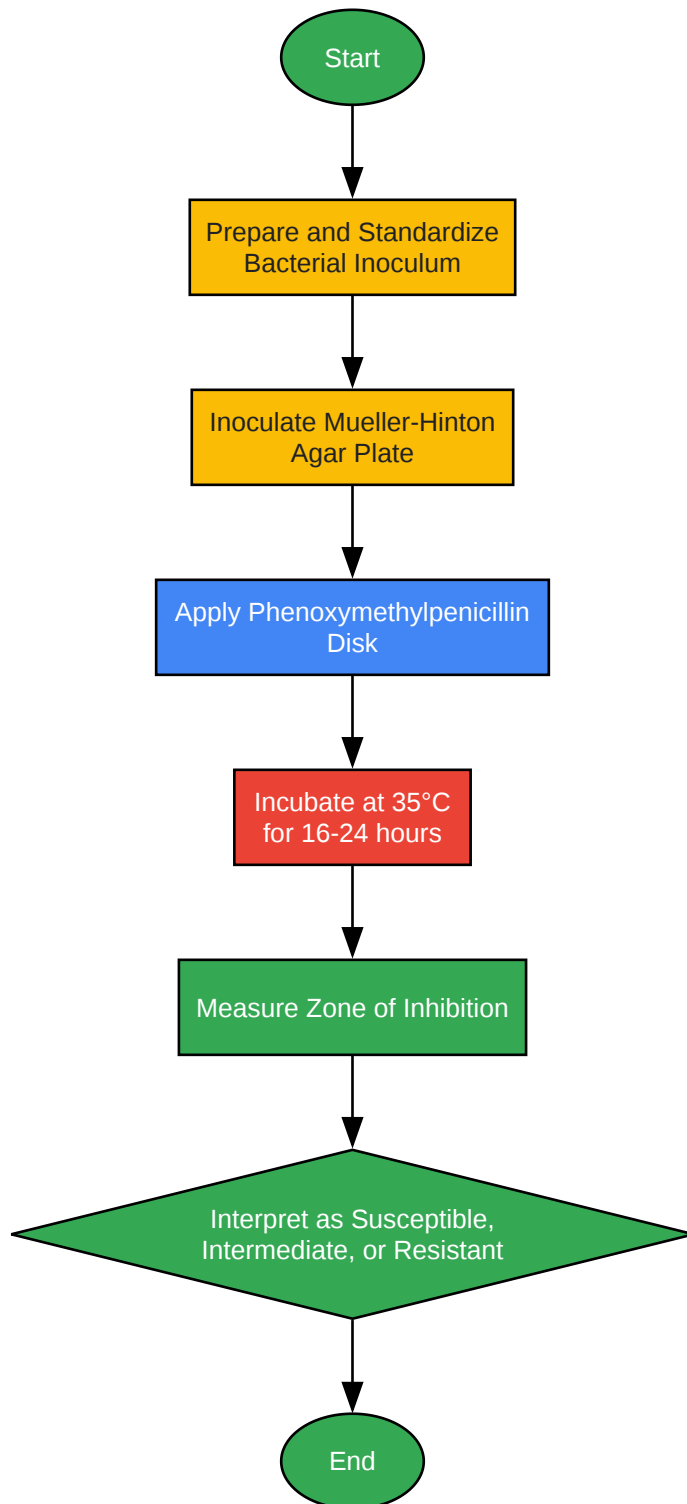 Start
Prepare and Standardize
Bacterial Inoculum
Inoculate Mueller-Hinton
Agar Plate
Apply Phenoxymethylpenicillin
Disk
Incubate at 35°C
for 16-24 hours
Measure Zone of Inhibition
Interpret as Susceptible,
Intermediate, or Resistant
End